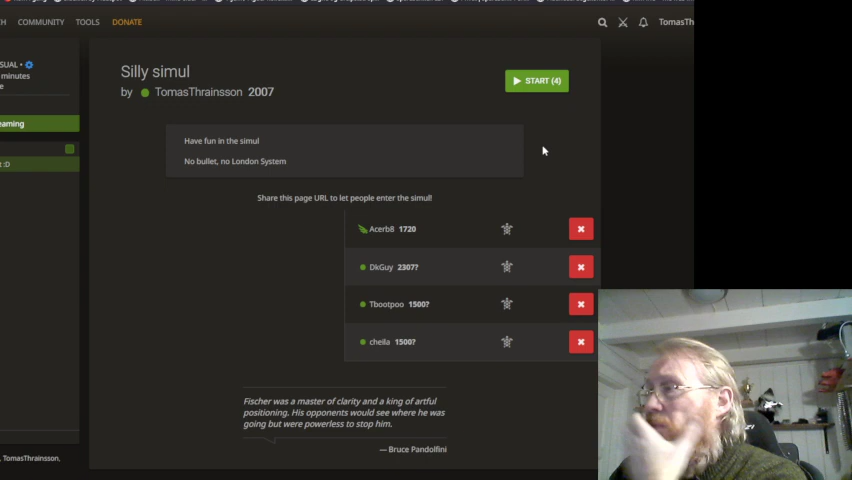 COMMUNITY TOOLS DONATE TomasTh
minutes
Silly simul
by TomasThrainsson 2007
START (4)
Have fun in the simul
No bullet, no London System
Share this page URL to let people enter the simul!
Acerb8 1720
DkGuy 2307?
Tbootpoo 1500?
cheila 1500?
Fischer was a master of clarity and a king of artful
positioning. His opponents would see where he was
going but were powerless to stop him.
— Bruce Pandolfini
, TomasThrainsson,